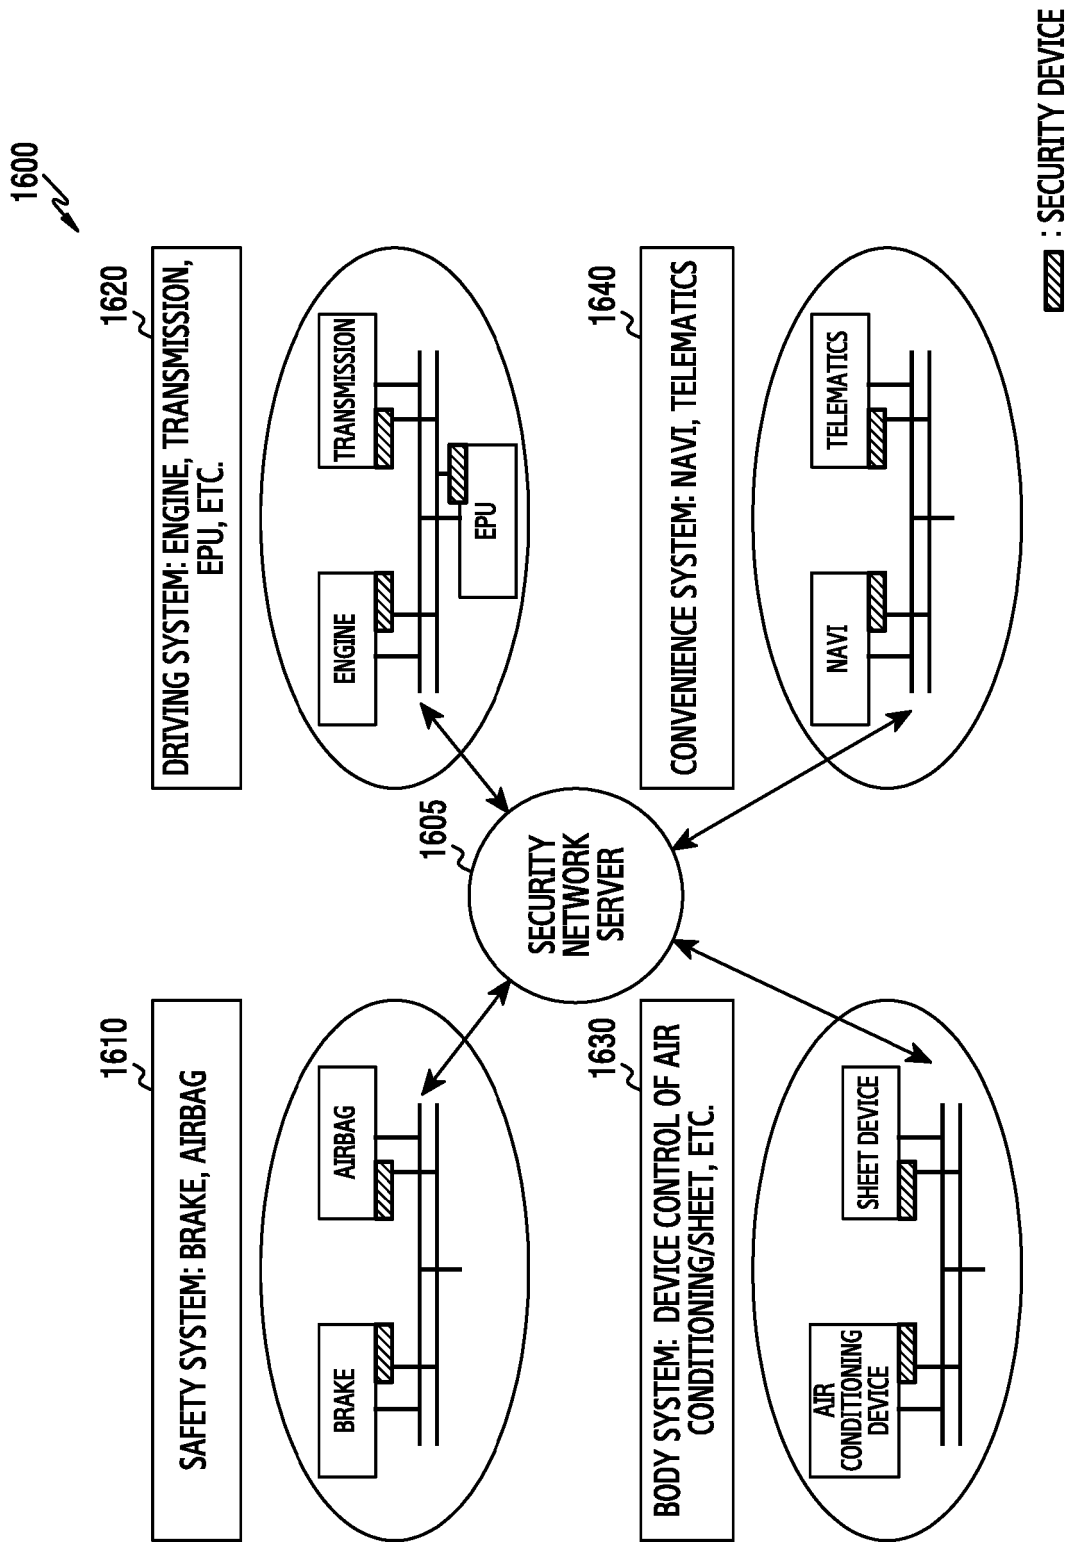 1600
1610
SAFETY SYSTEM: BRAKE, AIRBAG
BRAKE
AIRBAG
1620
DRIVING SYSTEM: ENGINE, TRANSMISSION,
EPU, ETC.
ENGINE
TRANSMISSION
EPU
1605
SECURITY
NETWORK
SERVER
1630
BODY SYSTEM: DEVICE CONTROL OF AIR
CONDITIONING/SHEET, ETC.
AIR
CONDITIONING
DEVICE
SHEET DEVICE
1640
CONVENIENCE SYSTEM: NAVI, TELEMATICS
NAVI
TELEMATICS
: SECURITY DEVICE